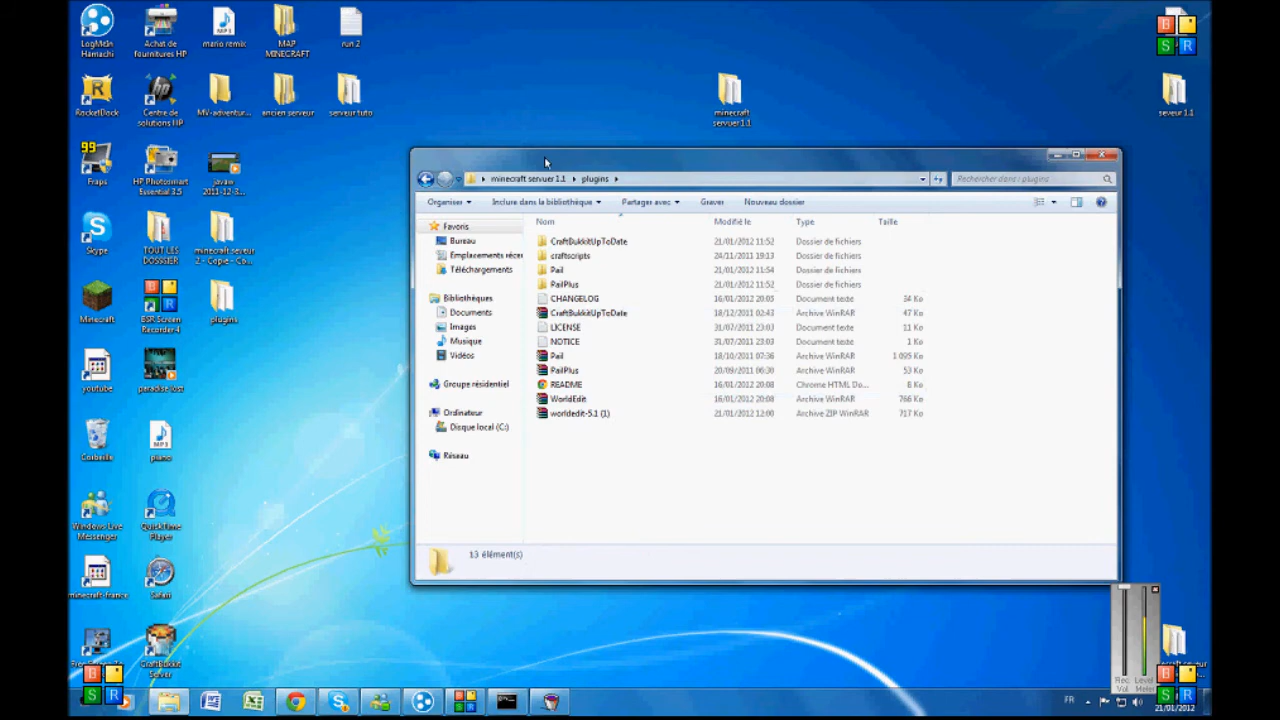 LogMeIn
Hamachi
Achat de
fournitures HP
mario remix
MAP
MINECRAFT
run 2
B
S R
RocketDock
Centre de
solutions HP
MV-adventur...
ancien serveur
serveur tuto
minecraft
servuer 1.1
seveur 1.1
99
Fraps
HP Photosmart
Essential 3.5
javaw
2011-12-3...
minecraft servuer 1.1
plugins
Rechercher dans : plugins
Organiser
Inclure dans la bibliothèque
Partager avec
Graver
Nouveau dossier
Nom
Modifié le
Type
Taille
Favoris
Bureau
Emplacements récen
Téléchargements
Bibliothèques
Documents
Images
Musique
Vidéos
Groupe résidentiel
Ordinateur
Disque local (C:)
Réseau
CraftBukkitUpToDate 21/01/2012 11:52 Dossier de fichiers
craftscripts 24/11/2011 19:13 Dossier de fichiers
Pail 21/01/2012 11:54 Dossier de fichiers
PailPlus 21/01/2012 11:52 Dossier de fichiers
CHANGELOG 16/01/2012 20:05 Document texte 34 Ko
CraftBukkitUpToDate 18/12/2011 02:43 Archive WinRAR 47 Ko
LICENSE 31/07/2011 23:03 Document texte 11 Ko
NOTICE 31/07/2011 23:03 Document texte 1 Ko
Pail 18/10/2011 07:36 Archive WinRAR 1 095 Ko
PailPlus 20/09/2011 06:30 Archive WinRAR 53 Ko
README 16/01/2012 20:08 Chrome HTML Do... 6 Ko
WorldEdit 16/01/2012 20:08 Archive WinRAR 766 Ko
worldedit-5.1 (1) 21/01/2012 12:00 Archive ZIP WinRAR 717 Ko
13 élément(s)
Skype
TOUT LES
DOSSIER
minecraft seveur
2 - Copie - Co...
Minecraft
BSR Screen
Recorder 4
plugins
youtube
paradise lost
Corbeille
piano
Windows Live
Messenger
QuickTime
Player
minecraft-france
Safari
CraftBukkit
Server
B
S R
Rec
Vol
Level
Meter
B
S R
FR
21/01/2012